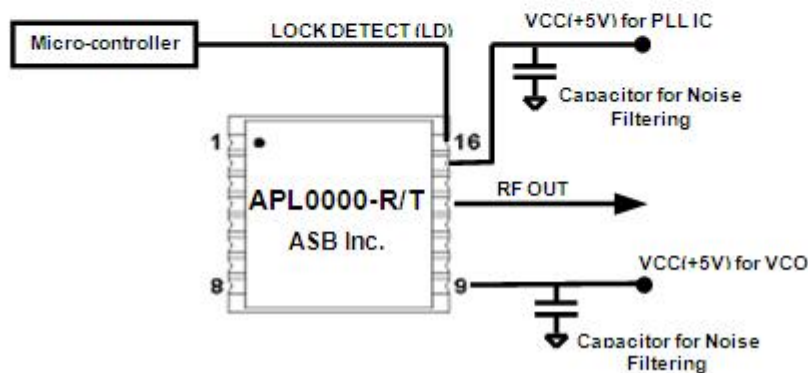 VCC(+5V) for PLL IC
Micro-controller
LOCK DETECT (LD)
Capacitor for Noise
Filtering
1
16
APL0000-R/T
RF OUT
ASB Inc.
VCC(+5V) for VCO
8
9
Capacitor for Noise
Filtering